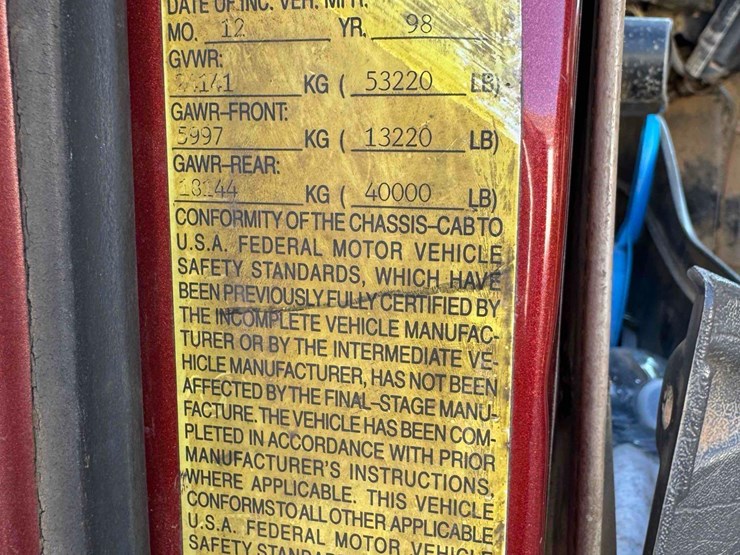 DATE OF INC. VEH. MFR.
MO. 12 YR. 98
GVWR:
KG ( 53220 LB)
GAWR-FRONT:
5997 KG ( 13220 LB)
GAWR-REAR:
18144 KG ( 40000 LB)
CONFORMITY OF THE CHASSIS-CAB TO
U.S.A. FEDERAL MOTOR VEHICLE
SAFETY STANDARDS, WHICH HAVE
BEEN PREVIOUSLY FULLY CERTIFIED BY
THE INCOMPLETE VEHICLE MANUFAC-
TURER OR BY THE INTERMEDIATE VE-
HICLE MANUFACTURER, HAS NOT BEEN
AFFECTED BY THE FINAL-STAGE MANU-
FACTURE. THE VEHICLE HAS BEEN COM-
PLETED IN ACCORDANCE WITH PRIOR
MANUFACTURER'S INSTRUCTIONS,
WHERE APPLICABLE. THIS VEHICLE
CONFORMS TO ALL OTHER APPLICABLE
U.S.A. FEDERAL MOTOR VEHICLE
SAFETY